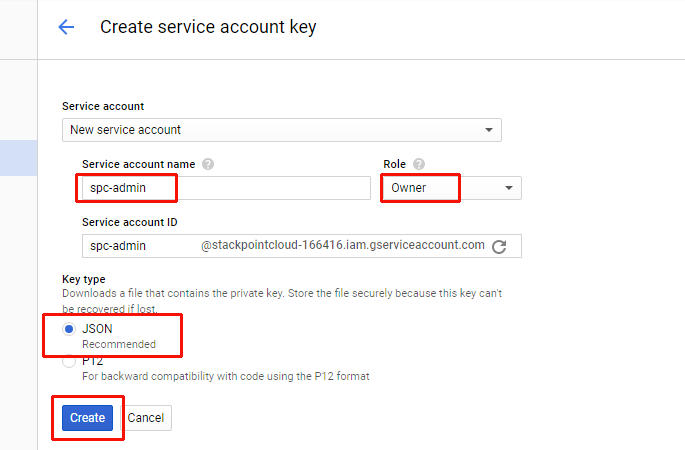 Create service account key
Service account
New service account
Service account name ?
Role ?
spc-admin
Owner
Service account ID
spc-admin @stackpointcloud-166416.iam.gserviceaccount.com
Key type
Downloads a file that contains the private key. Store the file securely because this key can't
be recovered if lost.
JSON
Recommended
P12
For backward compatibility with code using the P12 format
Create Cancel